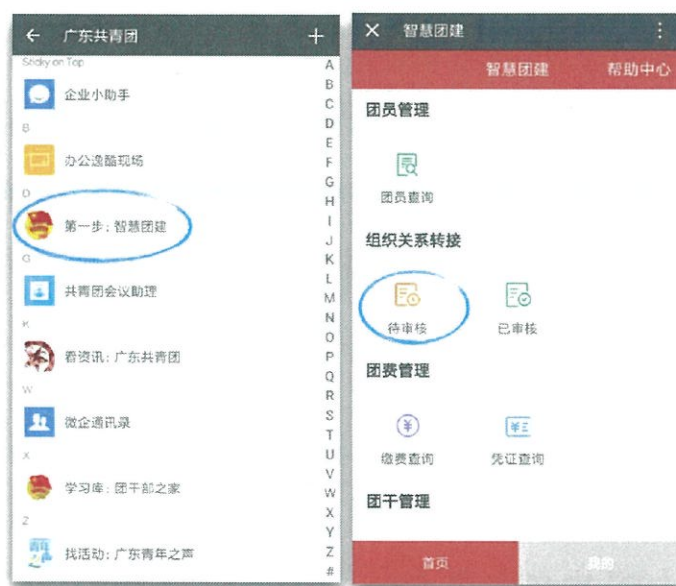 广东共青团
Sticky on Top
企业小助手
B
办公逸酷现场
D
第一步：智慧团建
G
共青团会议助理
K
看资讯：广东共青团
W
微企通讯录
X
学习库：团干部之家
Z
找活动：广东青年之声
A
B
C
D
E
F
G
H
I
J
K
L
M
N
O
P
Q
R
S
T
U
V
W
X
Y
Z
#
智慧团建
智慧团建 帮助中心
团员管理
团员查询
组织关系转接
待审核 已审核
团费管理
缴费查询 凭证查询
团干管理
首页 我的